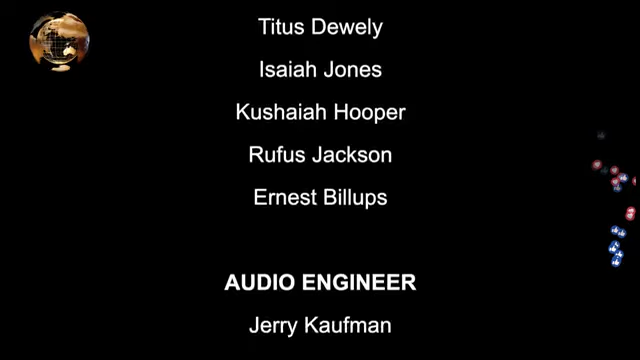 Titus Dewely
Isaiah Jones
Kushaiah Hooper
Rufus Jackson
Ernest Billups
AUDIO ENGINEER
Jerry Kaufman